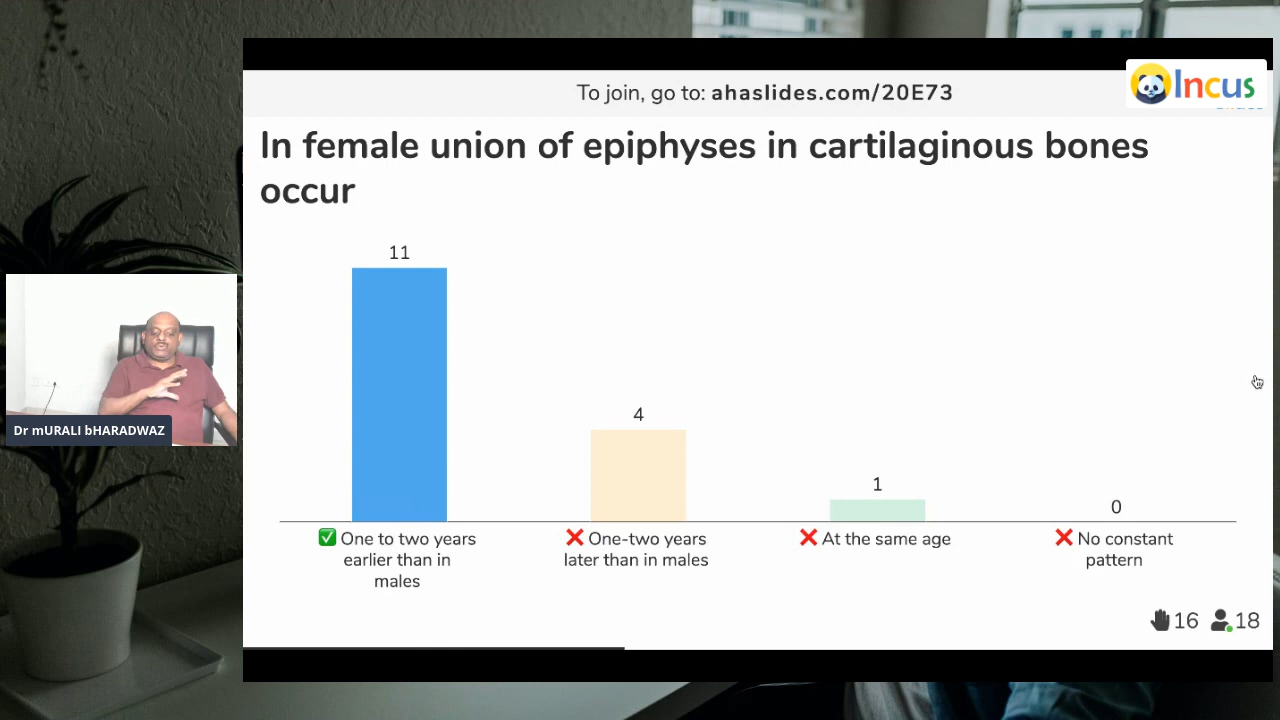 To join, go to: ahaslides.com/20E73
Incus
In female union of epiphyses in cartilaginous bones
occur
11
4
1
0
✅ One to two years
earlier than in
males
❌ One-two years
later than in males
❌ At the same age
❌ No constant
pattern
Dr mURALI bHARADWAZ
16 18